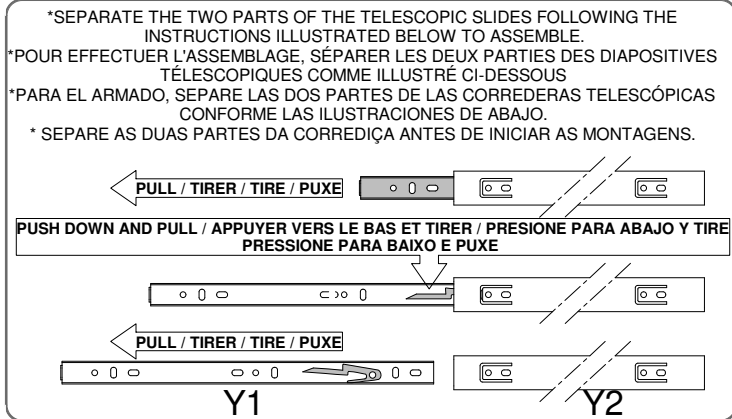 *SEPARATE THE TWO PARTS OF THE TELESCOPIC SLIDES FOLLOWING THE
INSTRUCTIONS ILLUSTRATED BELOW TO ASSEMBLE.
*POUR EFFECTUER L'ASSEMBLAGE, SÉPARER LES DEUX PARTIES DES DIAPOSITIVES
TÉLESCOPIQUES COMME ILLUSTRÉ CI-DESSOUS
*PARA EL ARMADO, SEPARE LAS DOS PARTES DE LAS CORREDERAS TELESCÓPICAS
CONFORME LAS ILUSTRACIONES DE ABAJO.
* SEPARE AS DUAS PARTES DA CORREDIÇA ANTES DE INICIAR AS MONTAGENS.
PULL / TIRER / TIRE / PUXE
PUSH DOWN AND PULL / APPUYER VERS LE BAS ET TIRER / PRESIONE PARA ABAJO Y TIRE
PRESSIONE PARA BAIXO E PUXE
PULL / TIRER / TIRE / PUXE
Y1 Y2